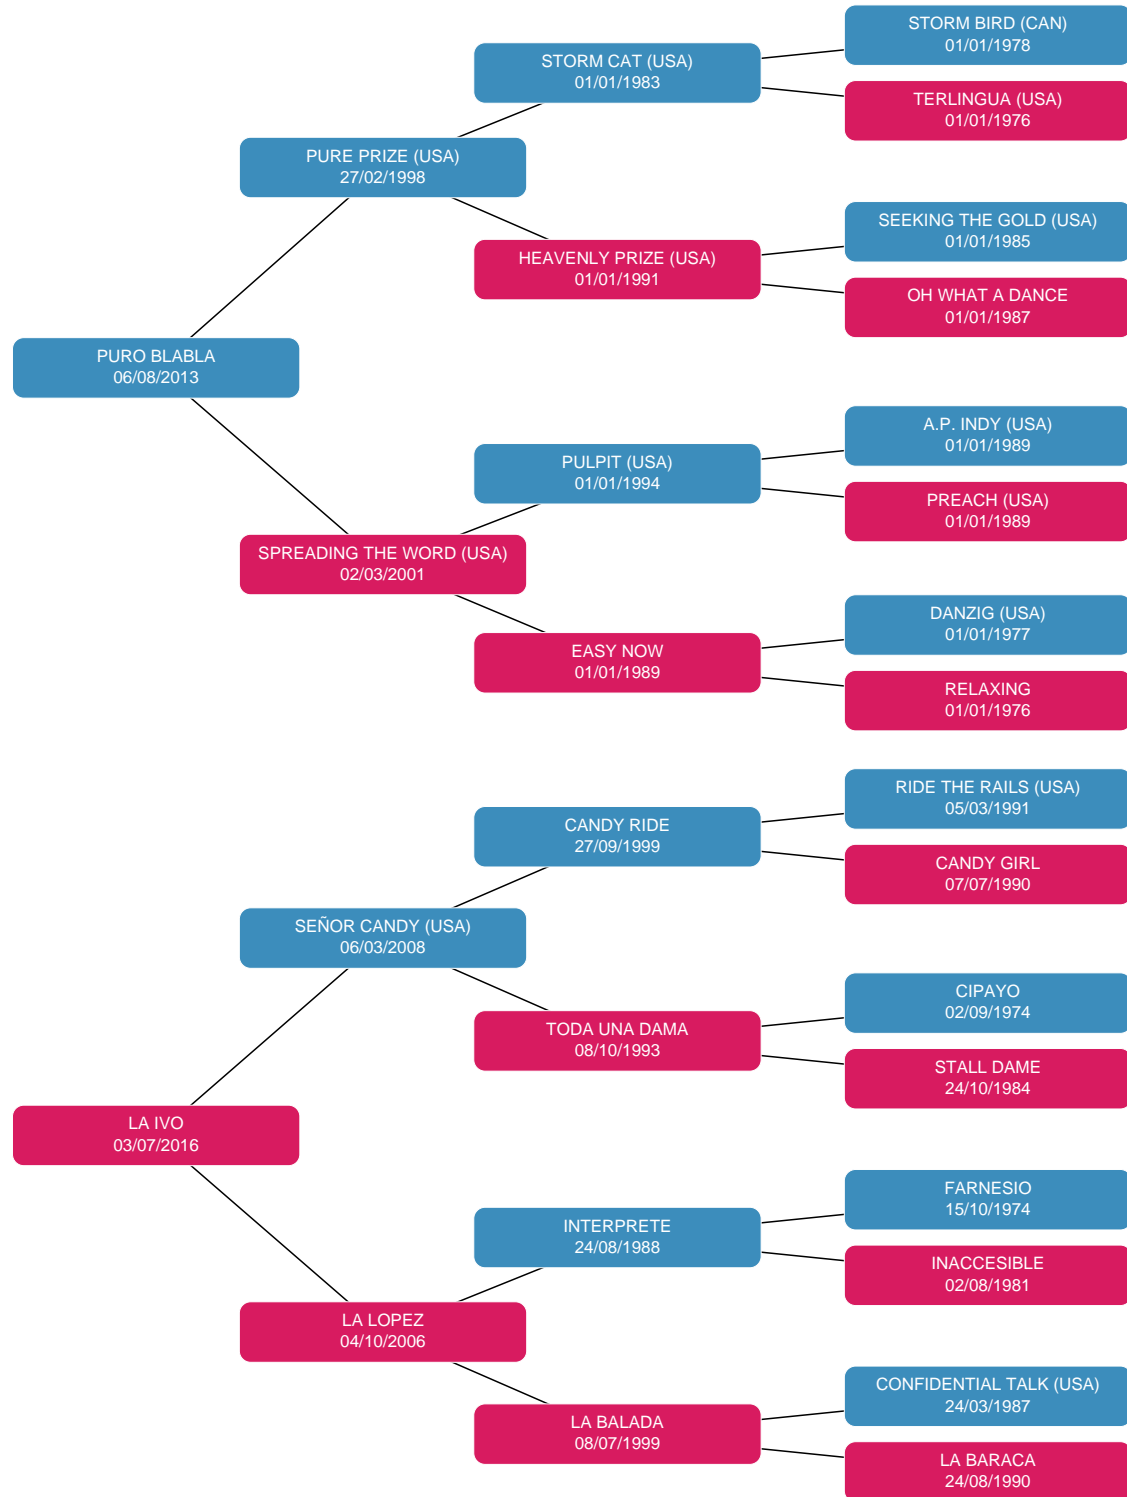 STORM BIRD (CAN)
01/01/1978
STORM CAT (USA)
01/01/1983
TERLINGUA (USA)
01/01/1976
PURE PRIZE (USA)
27/02/1998
SEEKING THE GOLD (USA)
01/01/1985
HEAVENLY PRIZE (USA)
01/01/1991
OH WHAT A DANCE
01/01/1987
PURO BLABLA
06/08/2013
A.P. INDY (USA)
01/01/1989
PULPIT (USA)
01/01/1994
PREACH (USA)
01/01/1989
SPREADING THE WORD (USA)
02/03/2001
DANZIG (USA)
01/01/1977
EASY NOW
01/01/1989
RELAXING
01/01/1976
RIDE THE RAILS (USA)
05/03/1991
CANDY RIDE
27/09/1999
CANDY GIRL
07/07/1990
SEÑOR CANDY (USA)
06/03/2008
CIPAYO
02/09/1974
TODA UNA DAMA
08/10/1993
STALL DAME
24/10/1984
LA IVO
03/07/2016
FARNESIO
15/10/1974
INTERPRETE
24/08/1988
INACCESIBLE
02/08/1981
LA LOPEZ
04/10/2006
CONFIDENTIAL TALK (USA)
24/03/1987
LA BALADA
08/07/1999
LA BARACA
24/08/1990